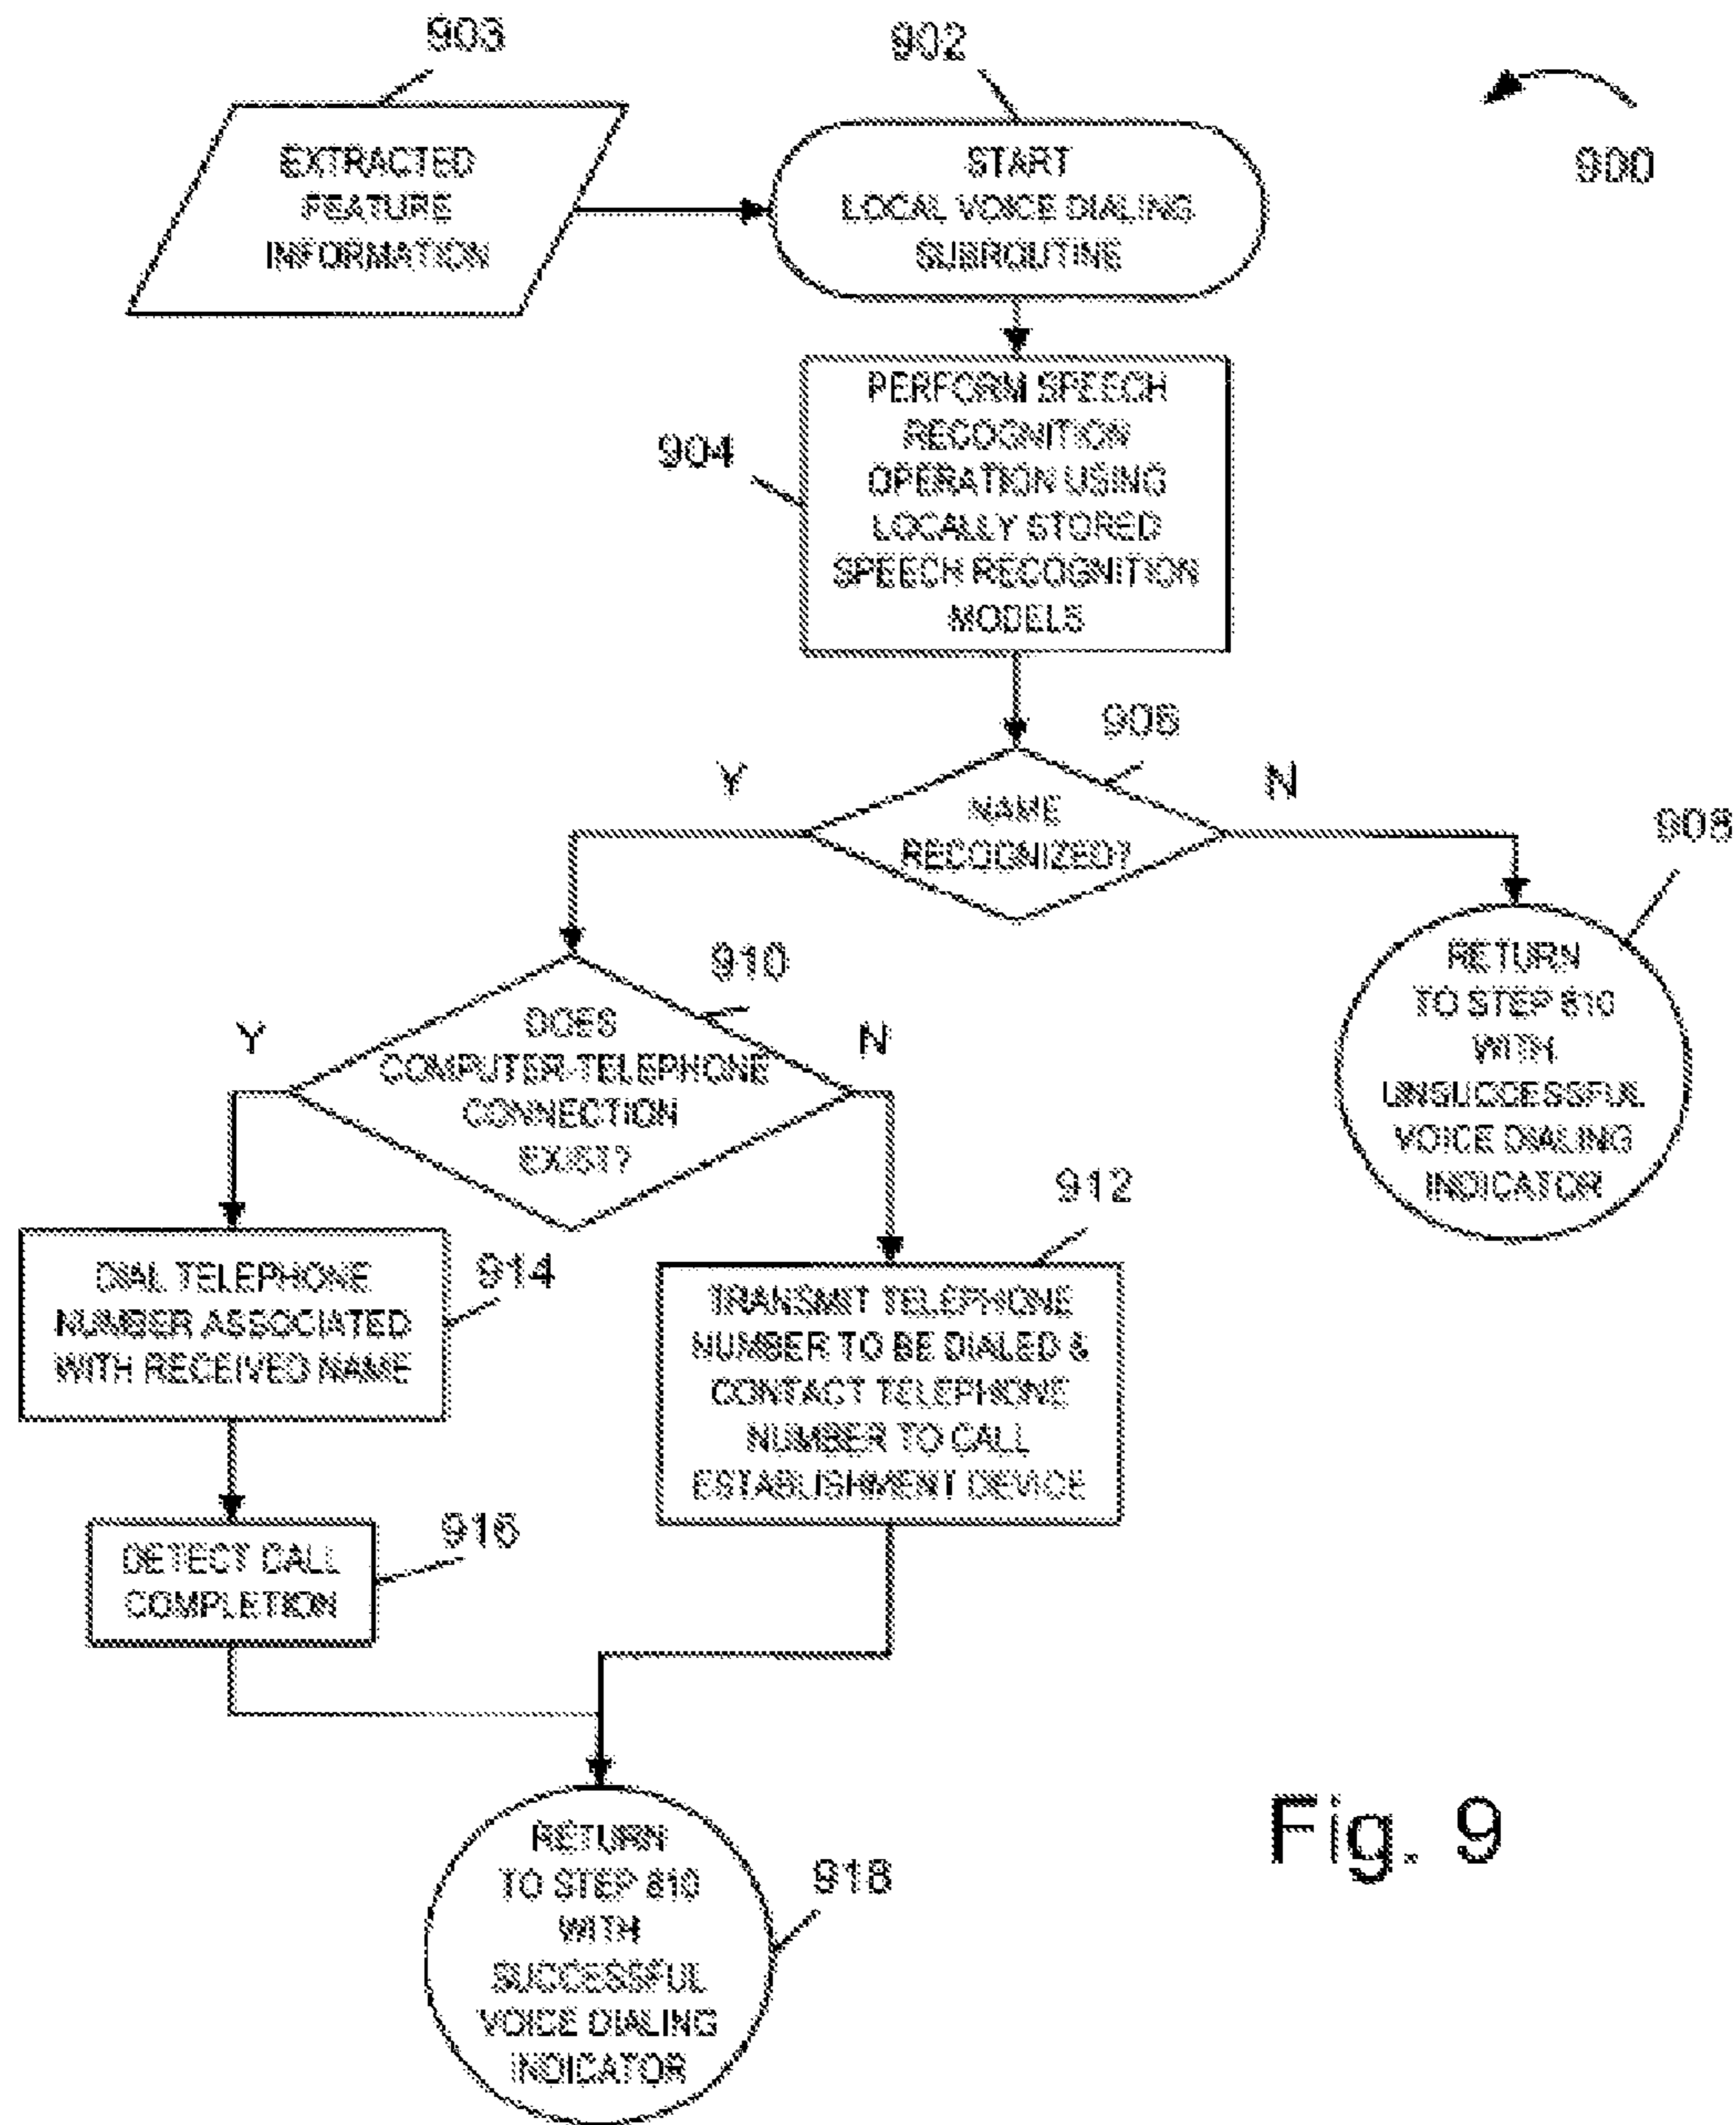 903
902
900
EXTRACTED
FEATURE
INFORMATION
START
LOCAL VOICE DIALING
SUBROUTINE
904
PERFORM SPEECH
RECOGNITION
OPERATION USING
LOCALLY STORED
SPEECH RECOGNITION
MODELS
906
Y
N
NAME
RECOGNIZED?
908
RETURN
TO STEP 810
WITH
UNSUCCESSFUL
VOICE DIALING
INDICATOR
910
Y
N
DOES
COMPUTER-TELEPHONE
CONNECTION
EXIST?
912
914
DIAL TELEPHONE
NUMBER ASSOCIATED
WITH RECEIVED NAME
TRANSMIT TELEPHONE
NUMBER TO BE DIALED &
CONTACT TELEPHONE
NUMBER TO CALL
ESTABLISHMENT DEVICE
916
DETECT CALL
COMPLETION
918
RETURN
TO STEP 810
WITH
SUCCESSFUL
VOICE DIALING
INDICATOR
Fig. 9